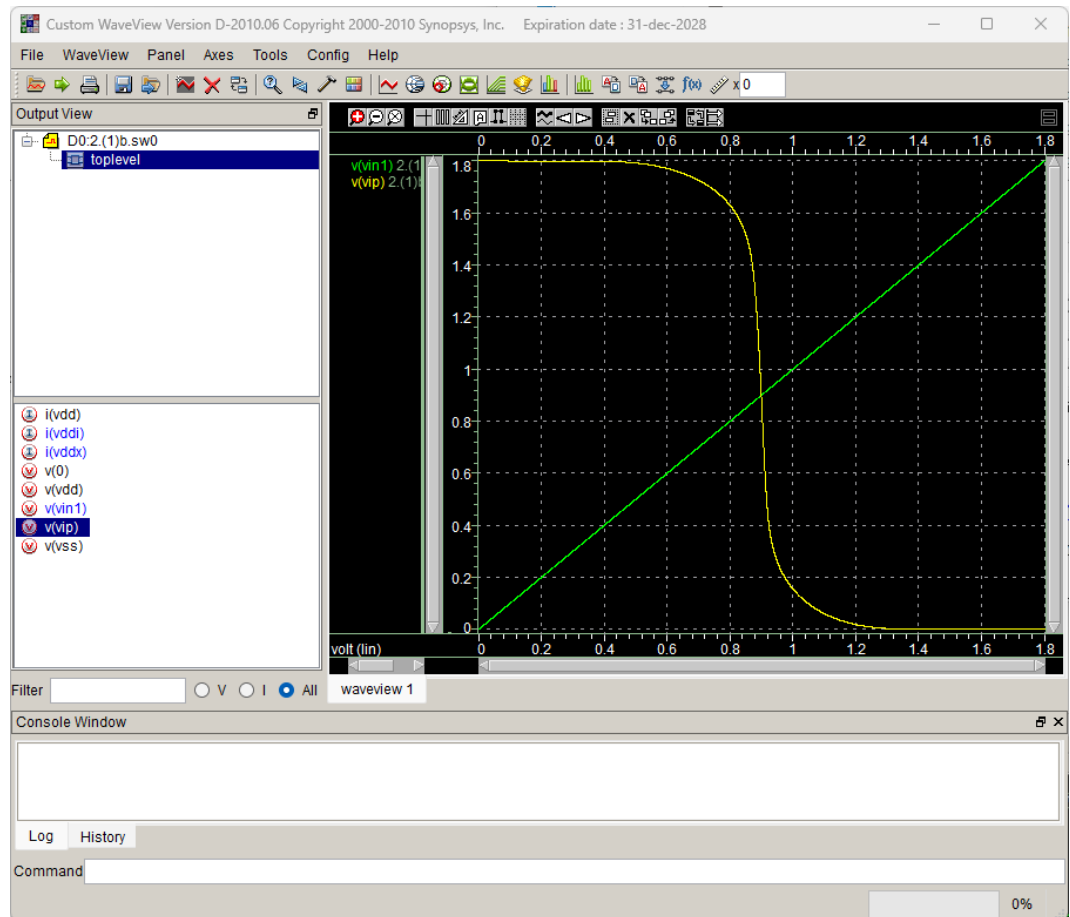 Custom WaveView Version D-2010.06 Copyright 2000-2010 Synopsys, Inc. Expiration date : 31-dec-2028
File WaveView Panel Axes Tools Config Help
f(x) x 0
Output View
D0:2.(1)b.sw0
toplevel
0 0.2 0.4 0.6 0.8 1 1.2 1.4 1.6 1.8
v(vin1) 2.(1
v(vip) 2.(1)b
1.8
1.6
1.4
1.2
1
0.8
0.6
0.4
0.2
0
i(vdd)
i(vddi)
i(vddx)
v(0)
v(vdd)
v(vin1)
v(vip)
v(vss)
volt (lin) 0 0.2 0.4 0.6 0.8 1 1.2 1.4 1.6 1.8
Filter V I All waveview 1
Console Window
Log History
Command
0%